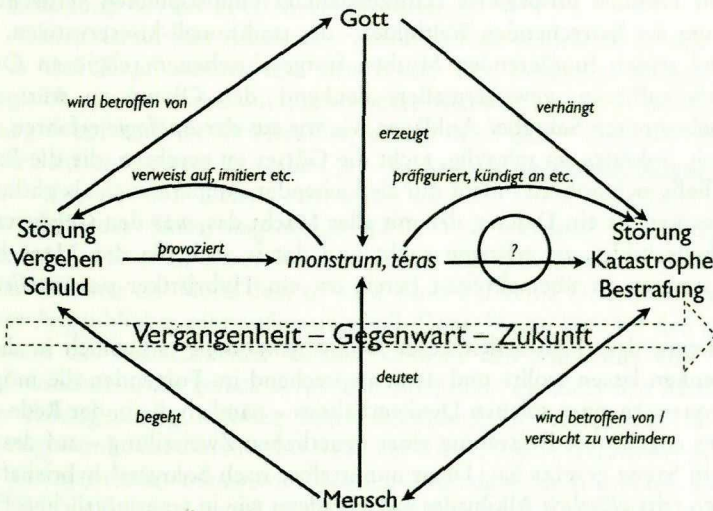 Gott
wird betroffen von
verhängt
erzeugt
verweist auf, initiert etc.
präfiguriert, kündigt an etc.
Störung
Vergehen
Schuld
provoziert
monstrum, téras
?
Störung
Katastrophe
Bestrafung
Vergangenheit – Gegenwart – Zukunft
deutet
begeht
wird betroffen von /
versucht zu verhindern
Mensch